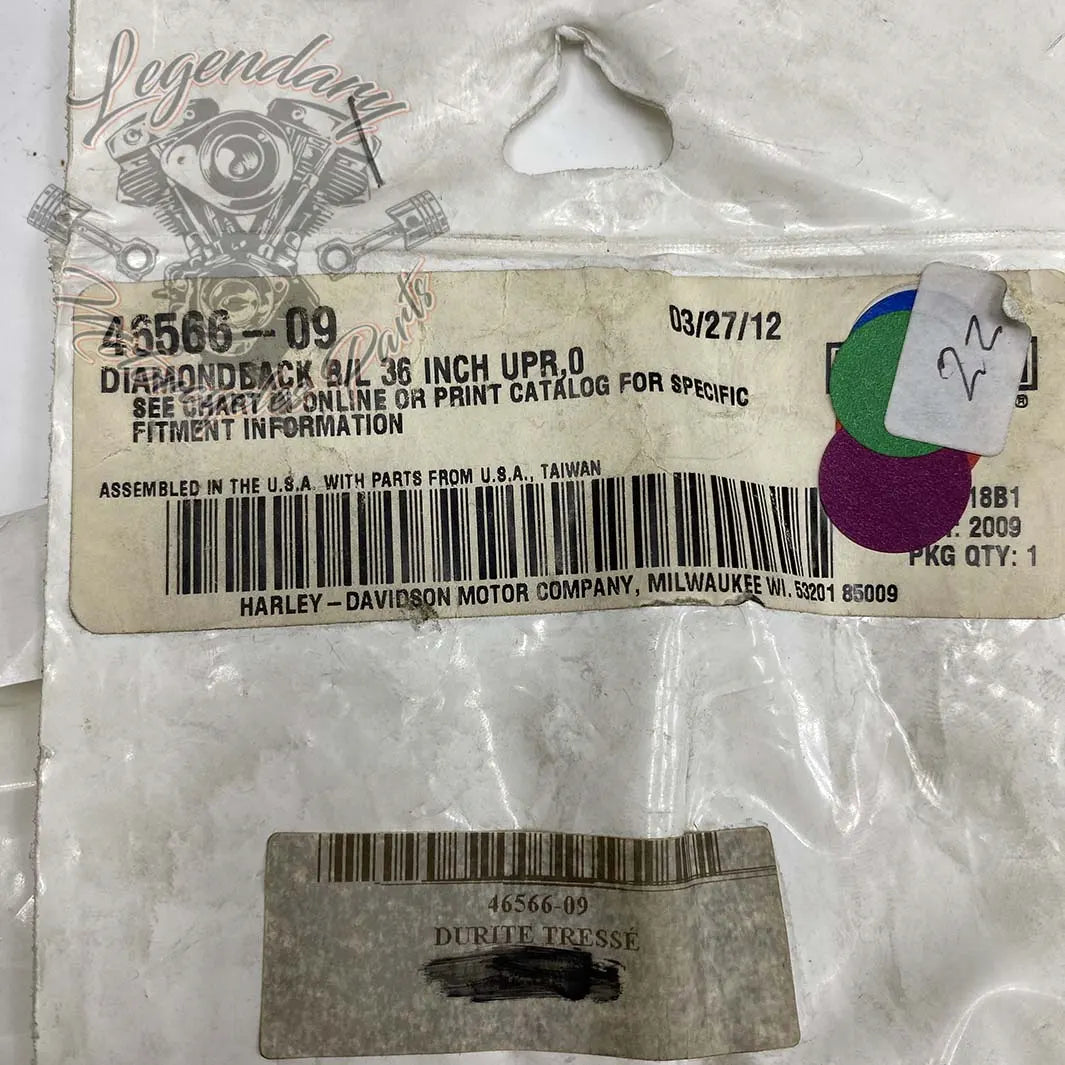 Legendary
Parts
46566-09
03/27/12
22
DIAMONDBACK B/L 36 INCH UPR,0
SEE CHART IN ONLINE OR PRINT CATALOG FOR SPECIFIC
FITMENT INFORMATION
®
ASSEMBLED IN THE U.S.A. WITH PARTS FROM U.S.A., TAIWAN
18B1
: 2009
PKG QTY: 1
HARLEY-DAVIDSON MOTOR COMPANY, MILWAUKEE WI. 53201 85009
46566-09
DURITE TRESSÉ